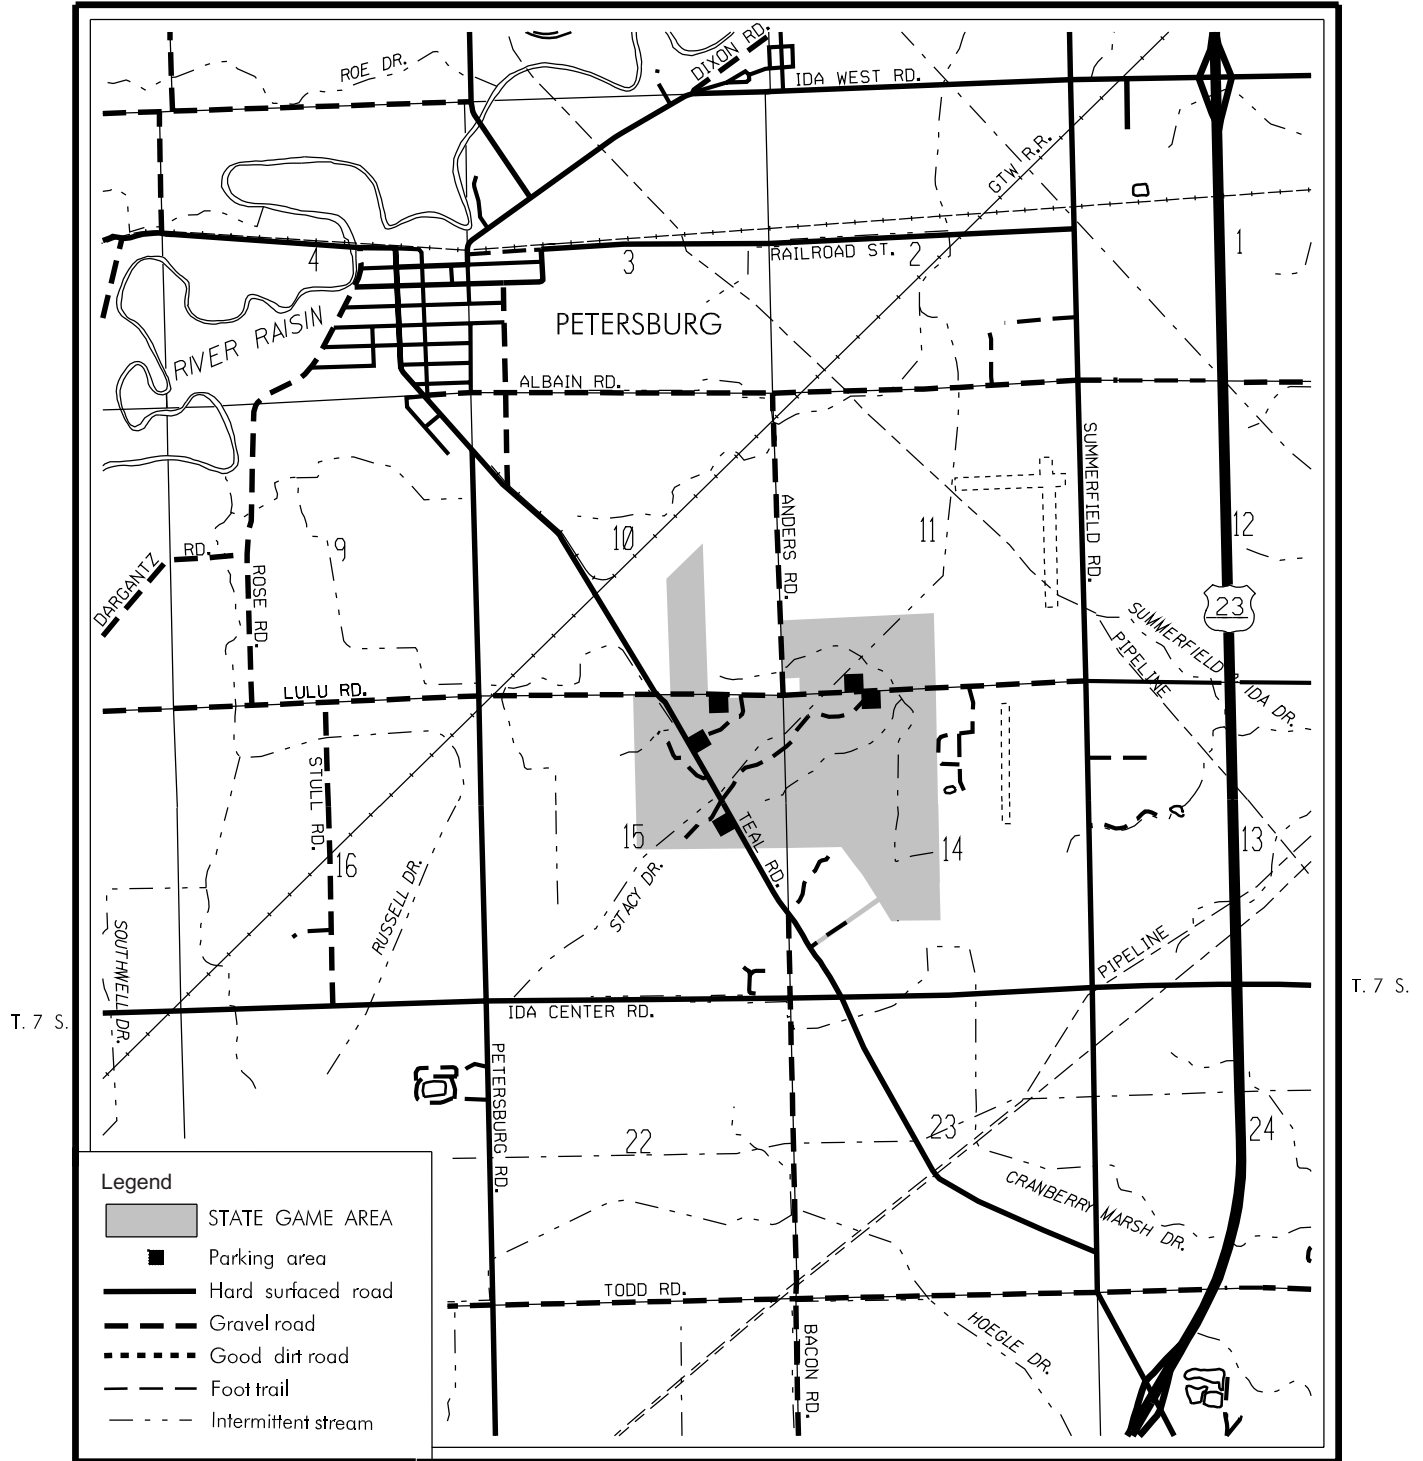 ROE DR.
DIXON RD.
IDA WEST RD.
GTW R.R.
4
3
RAILROAD ST.
2
1
RIVER RAISIN
PETERSBURG
ALBAIN RD.
SUMMERFIELD RD.
ANDERS RD.
9
10
11
12
DARGANTZ RD.
ROSE RD.
23
SUMMERFIELD & IDA DR.
PIPELINE
LULU RD.
STULL RD.
16
15
TEAL RD.
14
13
RUSSELL DR.
STACY DR.
SOUTHWELL DR.
PIPELINE
T. 7 S.
T. 7 S.
IDA CENTER RD.
PETERSBURG RD.
22
23
24
CRANBERRY MARSH DR.
TODD RD.
BACON RD.
HOEGLE DR.
Legend
STATE GAME AREA
Parking area
Hard surfaced road
Gravel road
Good dirt road
Foot trail
Intermittent stream